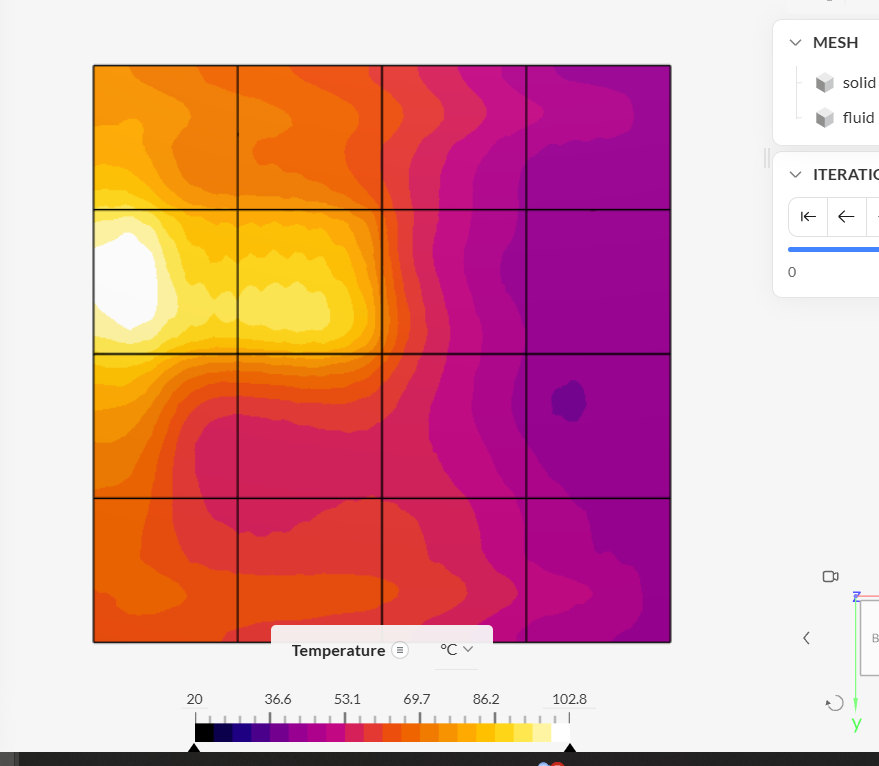 MESH
solid
fluid
ITERATIO
0
Temperature
°C
20 36.6 53.1 69.7 86.2 102.8
z
B
y